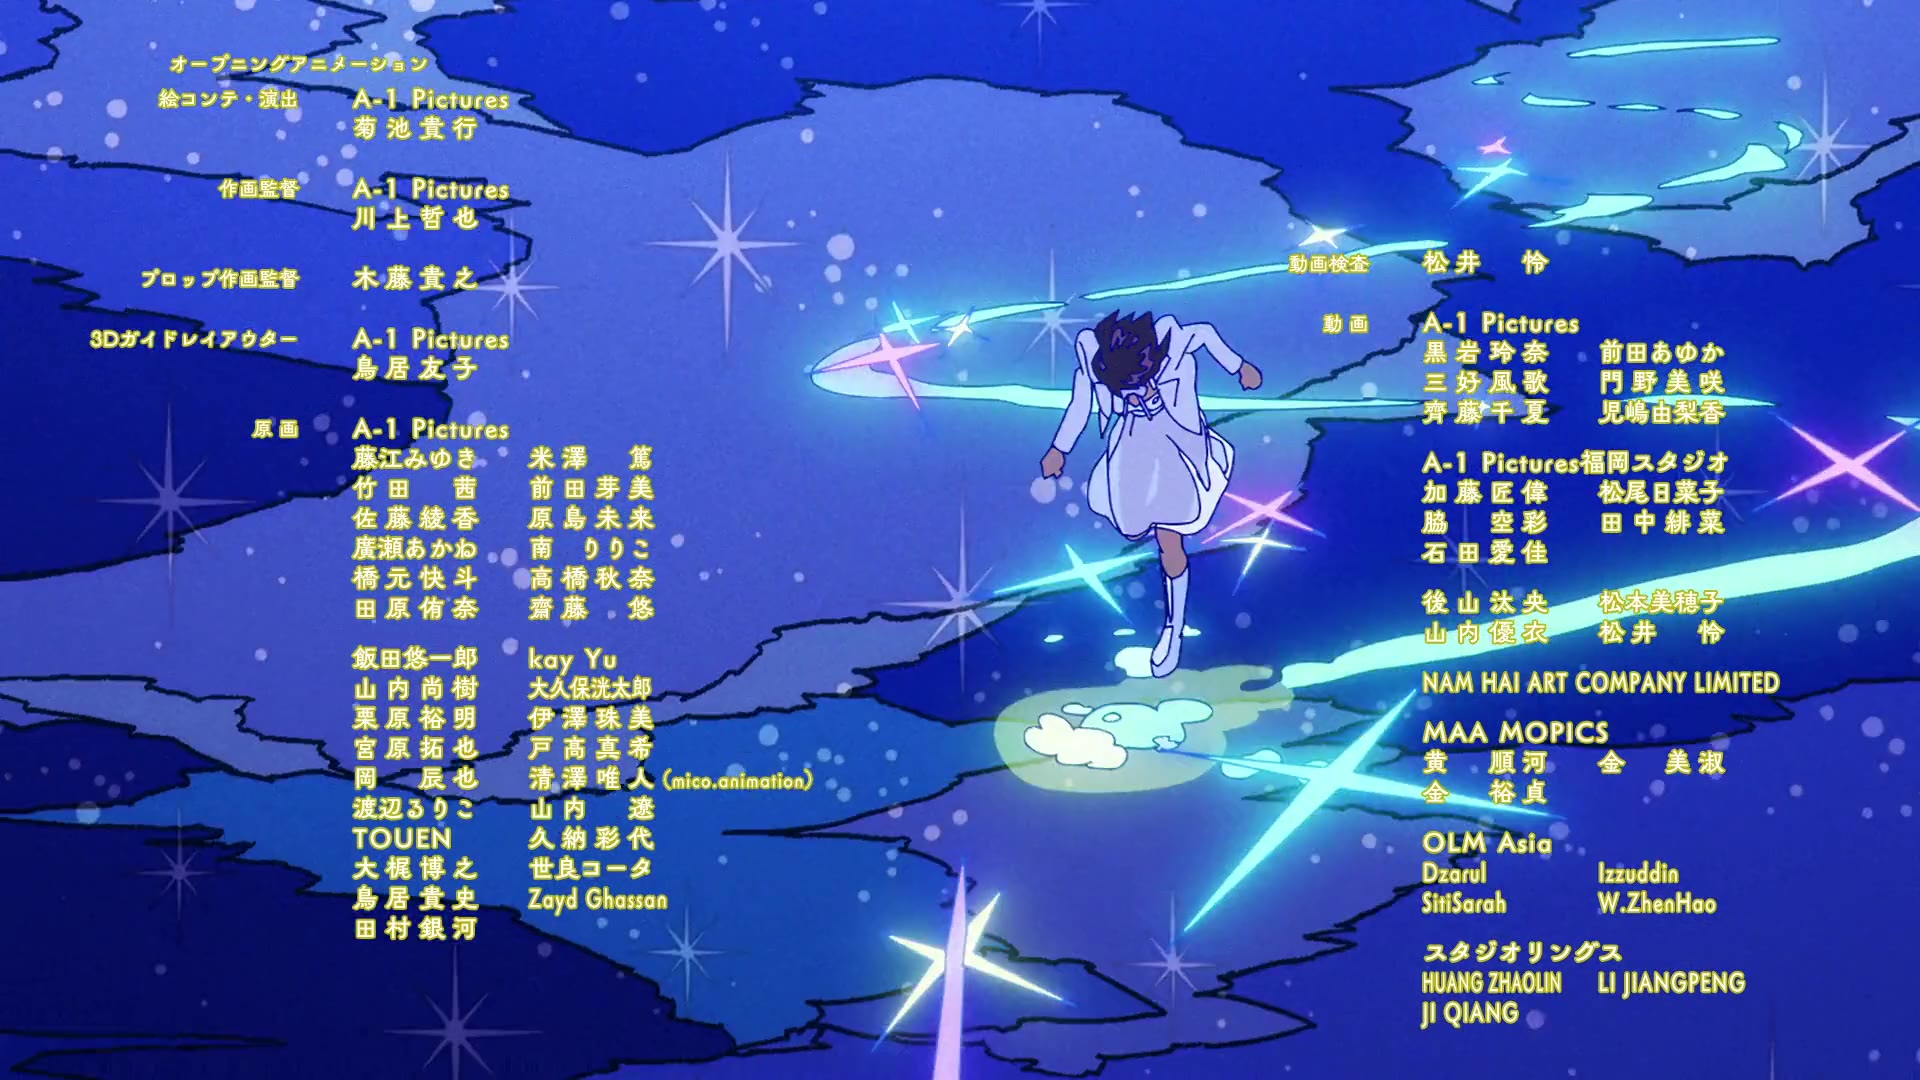 オープニングアニメーション
絵コンテ・演出 A-1 Pictures
菊池貴行
作画監督 A-1 Pictures
川上哲也
プロップ作画監督 木藤貴之
3Dガイドレイアウター A-1 Pictures
鳥居友子
原画 A-1 Pictures
藤江みゆき 米澤 篤
竹田 茜 前田芽美
佐藤綾香 原島未来
廣瀬あかね 南 りりこ
橋元快斗 高橋秋奈
田原侑奈 齋藤 悠
飯田悠一郎 kay Yu
山内尚樹 大久保洸太郎
栗原裕明 伊澤珠美
宮原拓也 戸髙真希
岡 辰也 清澤唯人(mico.animation)
渡辺るりこ 山内 遼
TOUEN 久納彩代
大梶博之 世良コータ
鳥居貴史 Zayd Ghassan
田村銀河
動画検査 松井 怜
動画 A-1 Pictures
黒岩玲奈 前田あゆか
三好風歌 門野美咲
齊藤千夏 児嶋由梨香
A-1 Pictures福岡スタジオ
加藤匠偉 松尾日菜子
脇 空彩 田中緋菜
石田愛佳
後山汰央 松本美穂子
山内優衣 松井 怜
NAM HAI ART COMPANY LIMITED
MAA MOPICS
黄 順河 金 美淑
金 裕貞
OLM Asia
Dzarul Izzuddin
SitiSarah W.ZhenHao
スタジオリングス
HUANG ZHAOLIN LI JIANGPENG
JI QIANG